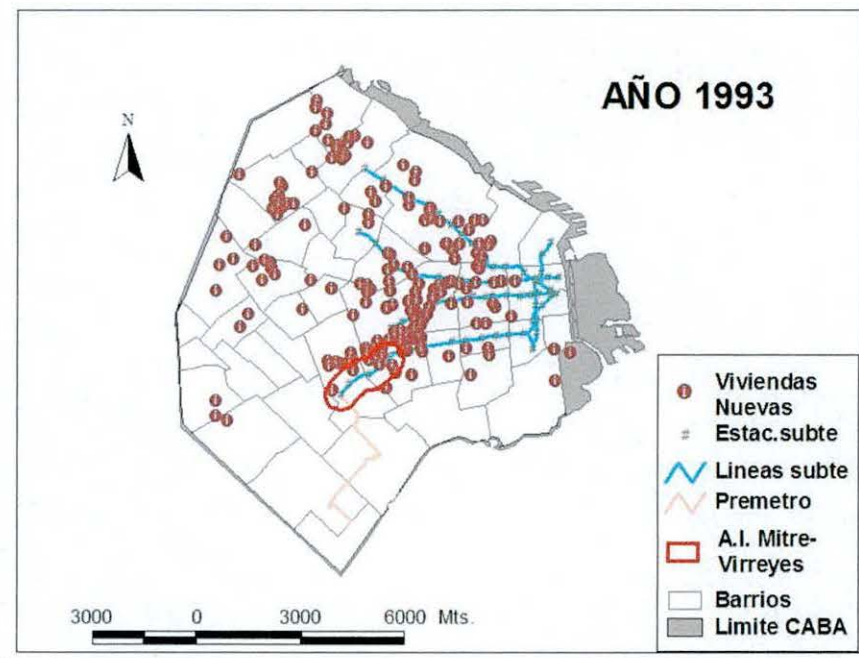 AÑO 1993
N
Viviendas
Nuevas
Estac.subte
Lineas subte
Premetro
A.I. Mitre-
Virreyes
Barrios
Limite CABA
3000 0 3000 6000 Mts.